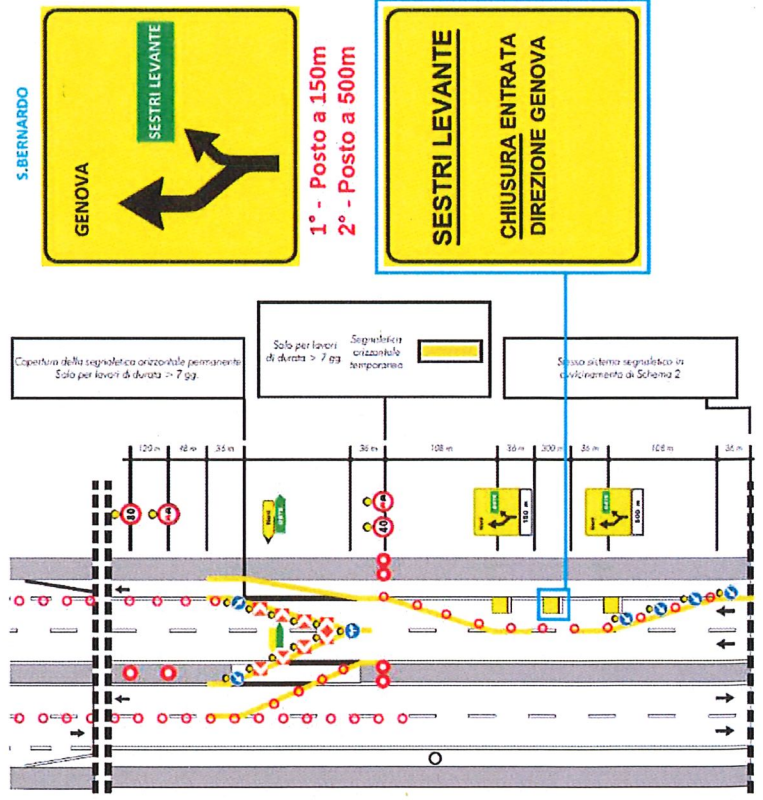 S.BERNARDO
GENOVA
SESTRI LEVANTE
1° - Posto a 150m
2° - Posto a 500m
SESTRI LEVANTE
CHIUSURA ENTRATA
DIREZIONE GENOVA
Copertura della segnaletica orizzontale permanente
Solo per lavori di durata > 7 gg.
Solo per lavori
di durata > 7 gg.
Segnaletica
orizzontale
temporanea
Stesso sistema segnaletico in
avvicinamento di Schema 2
120 m
48 m
36 m
36 m
108 m
36 m
300 m
36 m
108 m
36 m
80
40
150 m
500 m